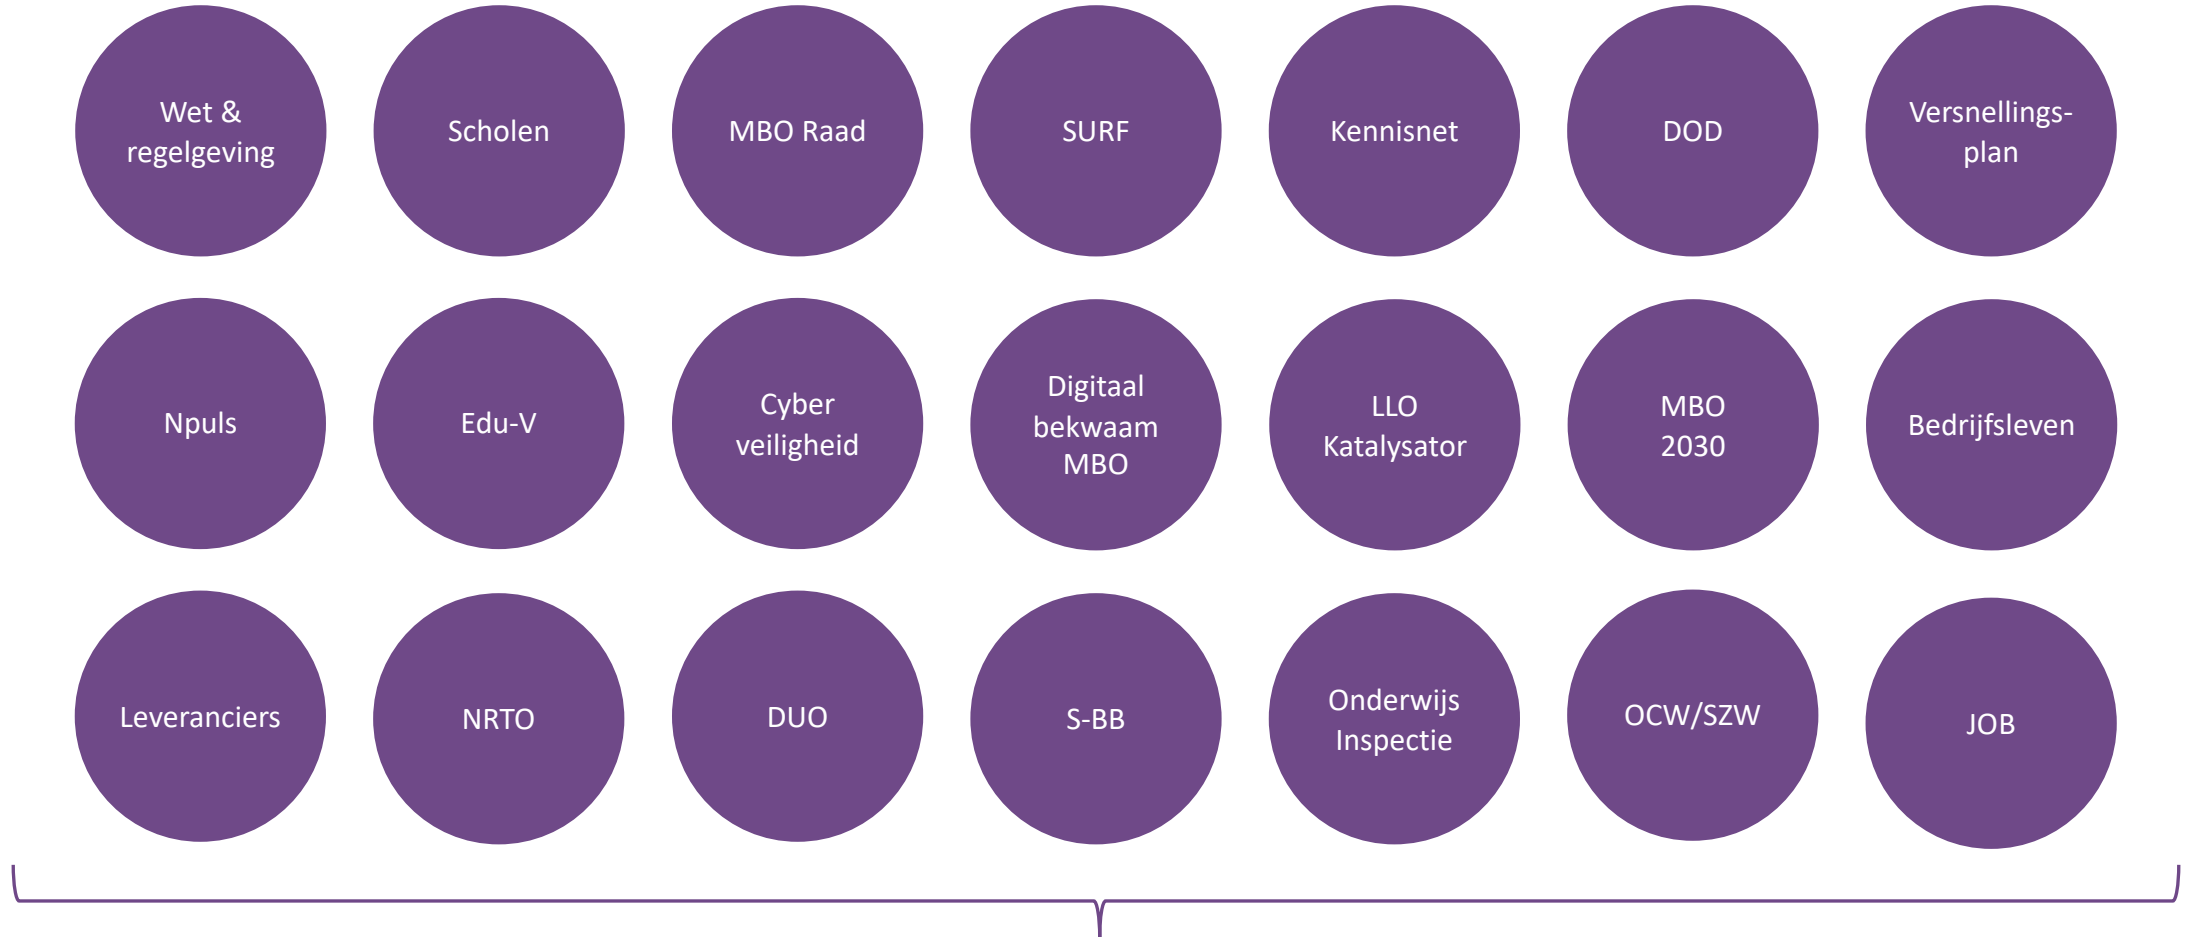 Wet &
regelgeving
Scholen
MBO Raad
SURF
Kennisnet
DOD
Versnellings-
plan
Npuls
Edu-V
Cyber
veiligheid
Digitaal
bekwaam
MBO
LLO
Katalysator
MBO
2030
Bedrijfsleven
Leveranciers
NRTO
DUO
S-BB
Onderwijs
Inspectie
OCW/SZW
JOB